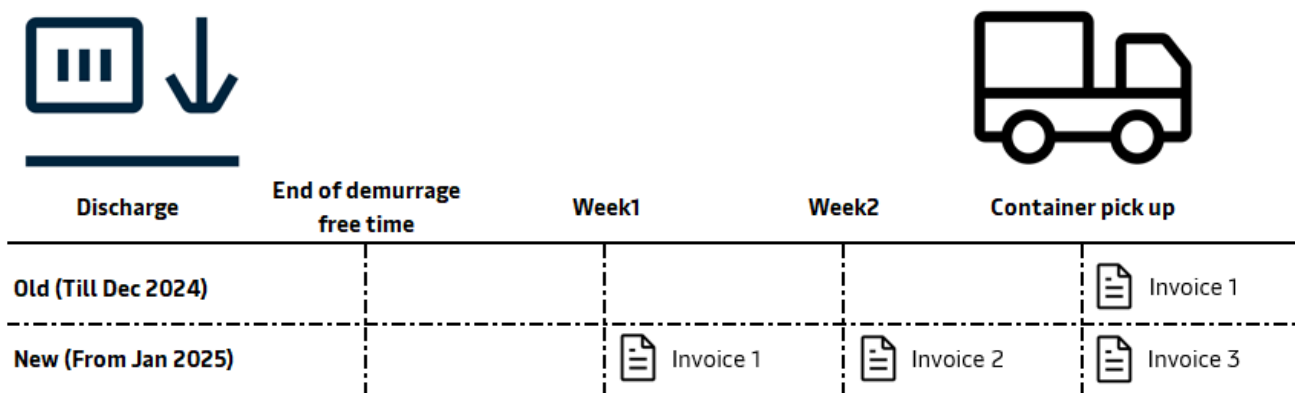 Discharge
End of demurrage
free time
Week1
Week2
Container pick up
Old (Till Dec 2024)
Invoice 1
New (From Jan 2025)
Invoice 1
Invoice 2
Invoice 3